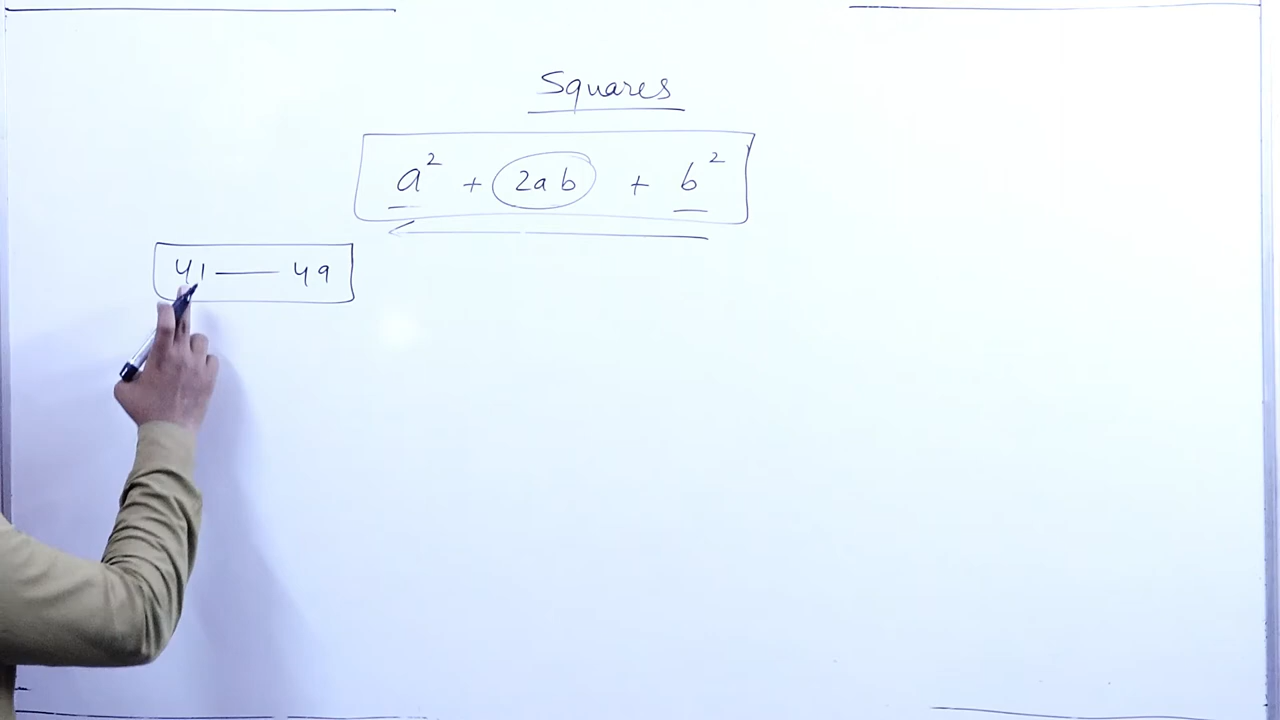 Squares
a² + 2ab + b²
41 — 49